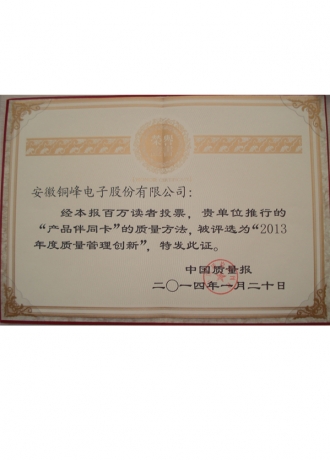 安徽铜峰电子股份有限公司:
经本报百万读者投票，贵单位推行的
“产品伴同卡”的质量方法，被评选为“2013
年度质量管理创新”，特发此证。
中国质量报
二〇一四年一月二十日